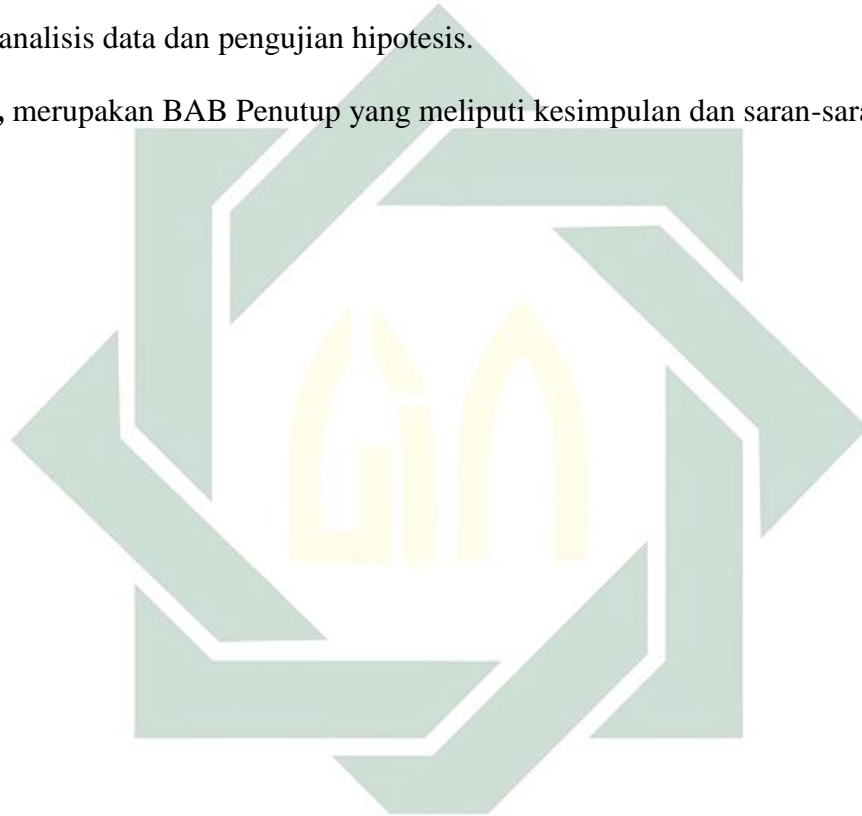 analisis data dan pengujian hipotesis.
, merupakan BAB Penutup yang meliputi kesimpulan dan saran-sara